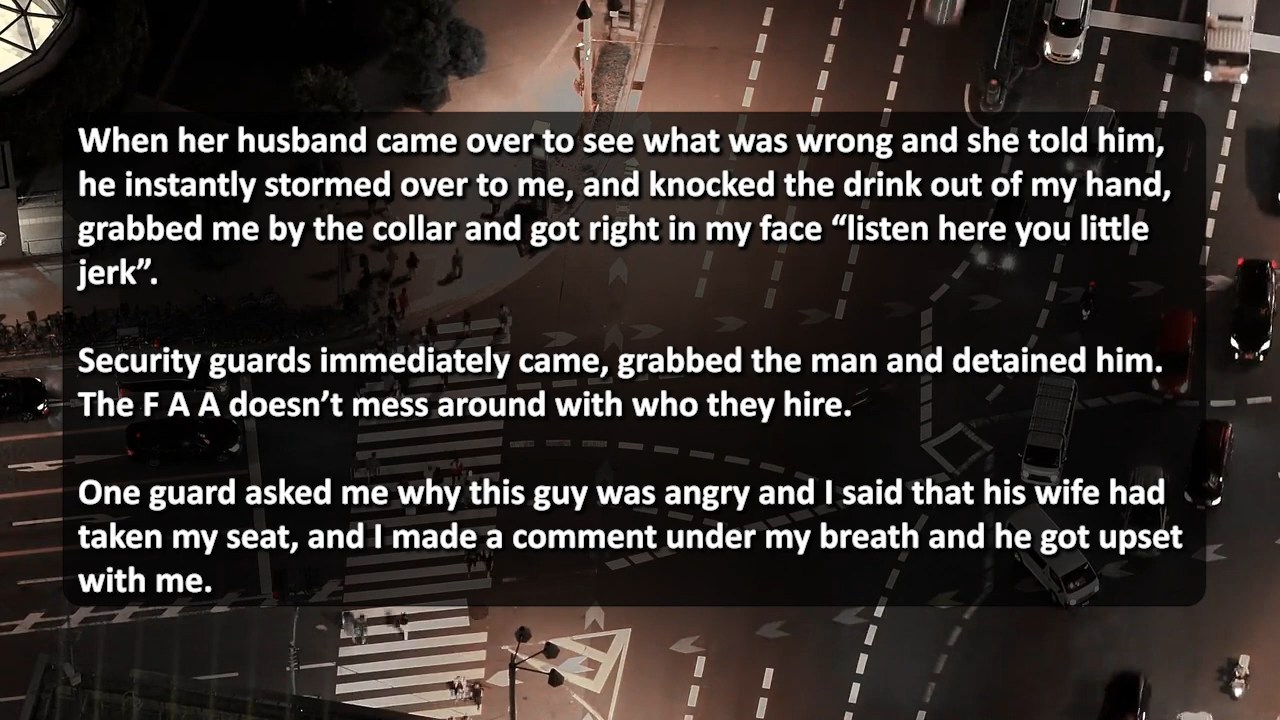 When her husband came over to see what was wrong and she told him,
he instantly stormed over to me, and knocked the drink out of my hand,
grabbed me by the collar and got right in my face “listen here you little
jerk”.
Security guards immediately came, grabbed the man and detained him.
The F A A doesn’t mess around with who they hire.
One guard asked me why this guy was angry and I said that his wife had
taken my seat, and I made a comment under my breath and he got upset
with me.